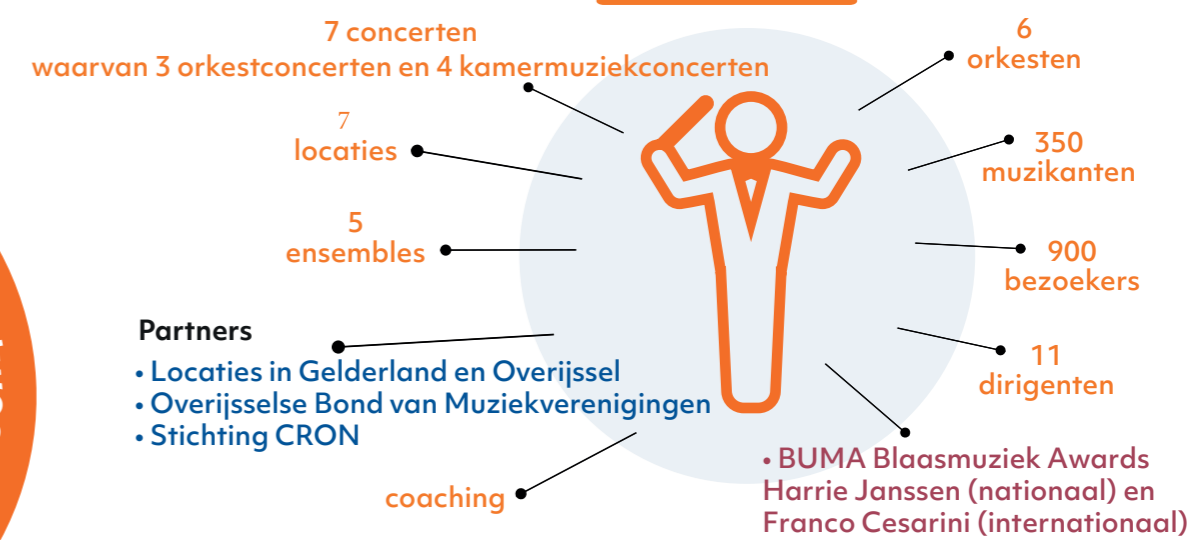 7 concerten
waarvan 3 orkestconcerten en 4 kamermuziekconcerten
7
locaties
5
ensembles
Partners
• Locaties in Gelderland en Overijssel
• Overijsselse Bond van Muziekverenigingen
• Stichting CRON
coaching
6
orkesten
350
muzikanten
900
bezoekers
11
dirigenten
• BUMA Blaasmuziek Awards
Harrie Janssen (nationaal) en
Franco Cesarini (internationaal)